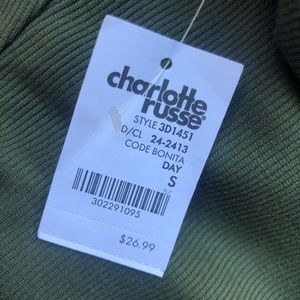 charlotte
russe
STYLE 3D1451
D/CL 24-2413
CODE BONITA
DAY
S
302291095
$26.99